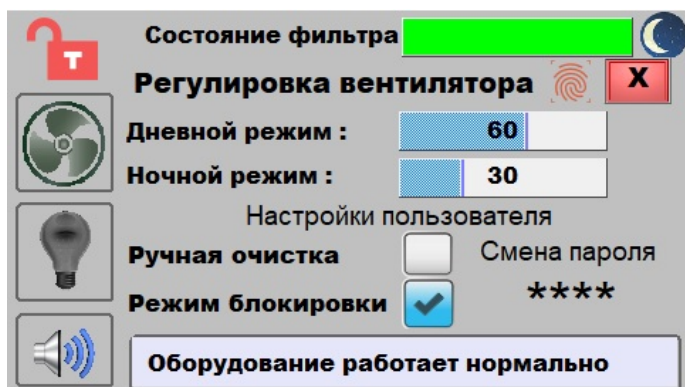 Состояние фильтра
Т
Регулировка вентилятора X
Дневной режим : 60
Ночной режим : 30
Настройки пользователя
Ручная очистка Смена пароля
Режим блокировки ****
Оборудование работает нормально